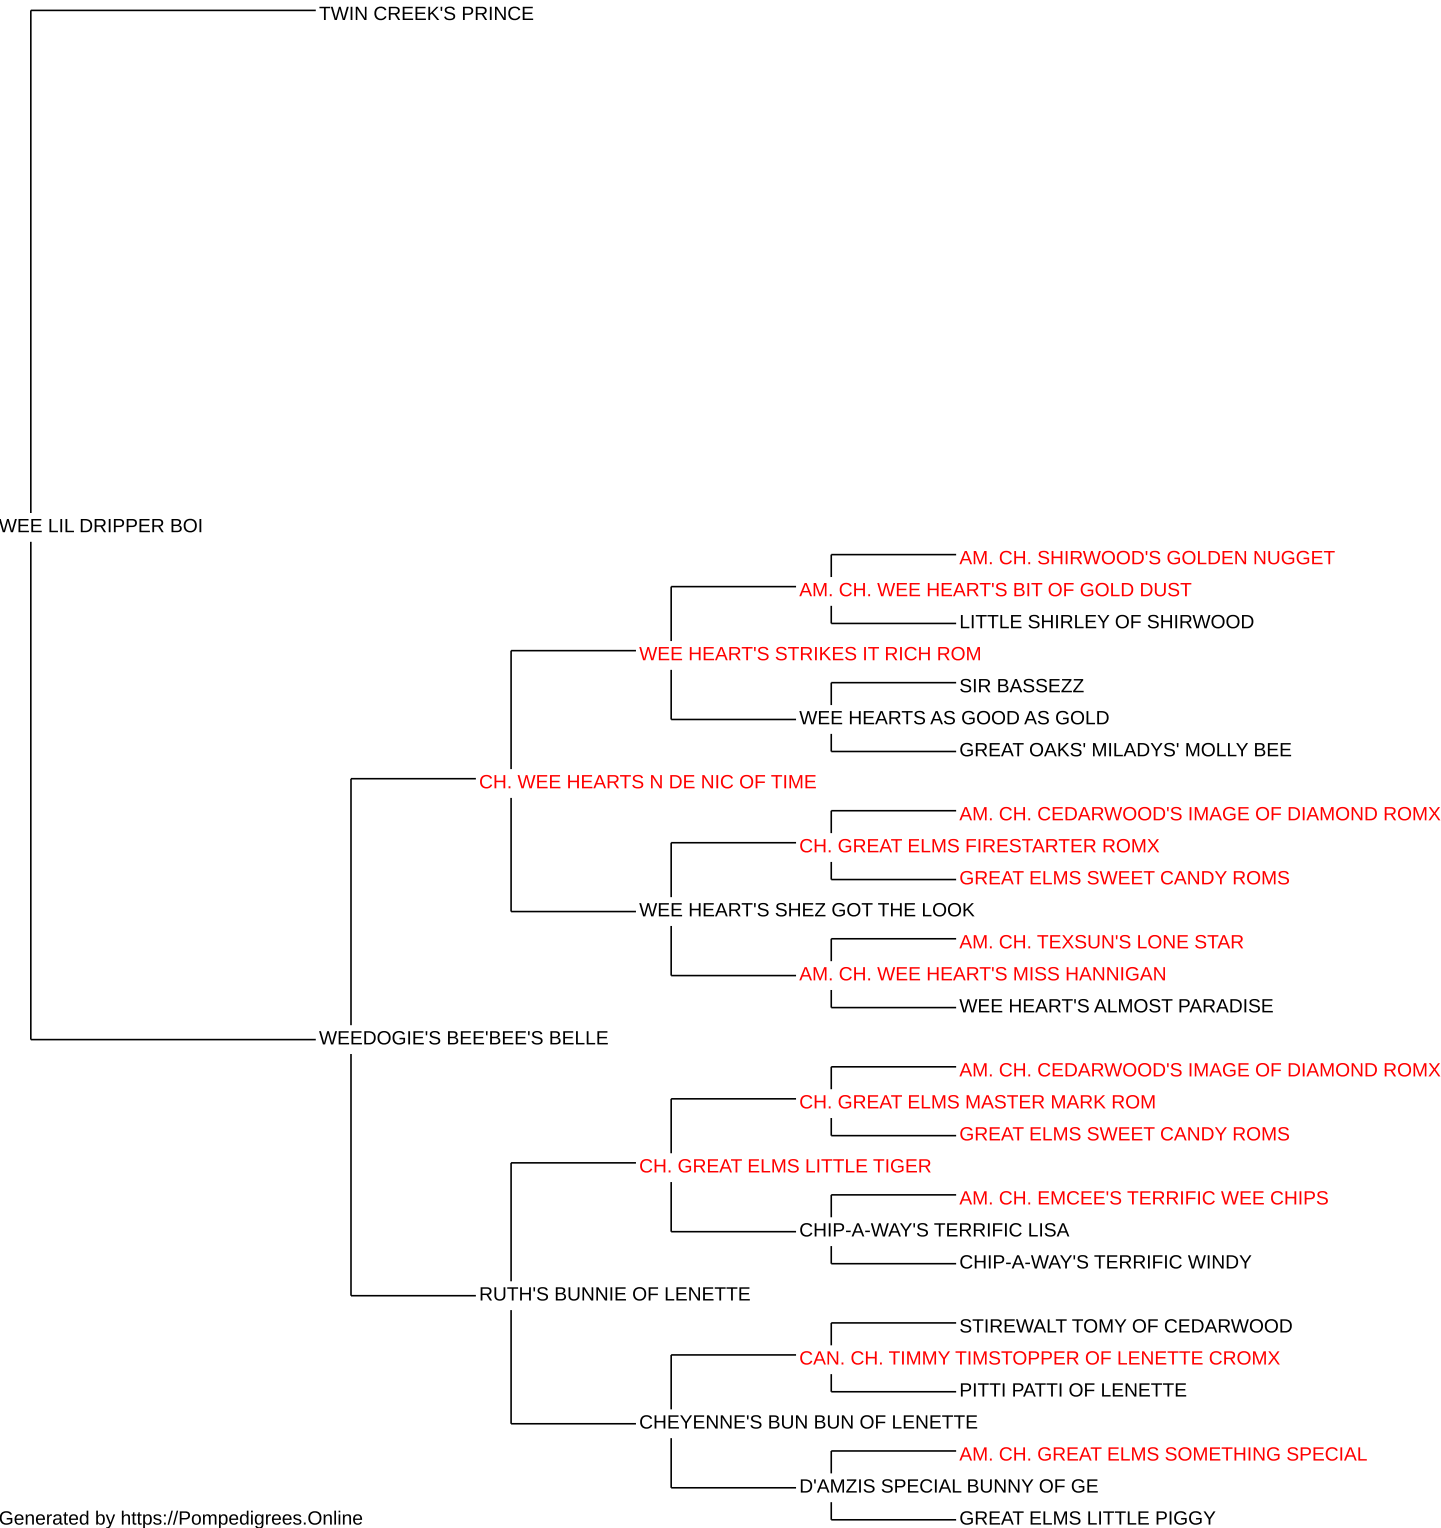 TWIN CREEK'S PRINCE
WEE LIL DRIPPER BOI
AM. CH. SHIRWOOD'S GOLDEN NUGGET
AM. CH. WEE HEART'S BIT OF GOLD DUST
LITTLE SHIRLEY OF SHIRWOOD
WEE HEART'S STRIKES IT RICH ROM
SIR BASSEZZ
WEE HEARTS AS GOOD AS GOLD
GREAT OAKS' MILADYS' MOLLY BEE
CH. WEE HEARTS N DE NIC OF TIME
AM. CH. CEDARWOOD'S IMAGE OF DIAMOND ROMX
CH. GREAT ELMS FIRESTARTER ROMX
GREAT ELMS SWEET CANDY ROMS
WEE HEART'S SHEZ GOT THE LOOK
AM. CH. TEXSUN'S LONE STAR
AM. CH. WEE HEART'S MISS HANNIGAN
WEE HEART'S ALMOST PARADISE
WEEDOGIE'S BEE'BEE'S BELLE
AM. CH. CEDARWOOD'S IMAGE OF DIAMOND ROMX
CH. GREAT ELMS MASTER MARK ROM
GREAT ELMS SWEET CANDY ROMS
CH. GREAT ELMS LITTLE TIGER
AM. CH. EMCEE'S TERRIFIC WEE CHIPS
CHIP-A-WAY'S TERRIFIC LISA
CHIP-A-WAY'S TERRIFIC WINDY
RUTH'S BUNNIE OF LENETTE
STIREWALT TOMY OF CEDARWOOD
CAN. CH. TIMMY TIMSTOPPER OF LENETTE CROMX
PITTI PATTI OF LENETTE
CHEYENNE'S BUN BUN OF LENETTE
AM. CH. GREAT ELMS SOMETHING SPECIAL
D'AMZIS SPECIAL BUNNY OF GE
GREAT ELMS LITTLE PIGGY
Generated by https://Pompedigrees.Online